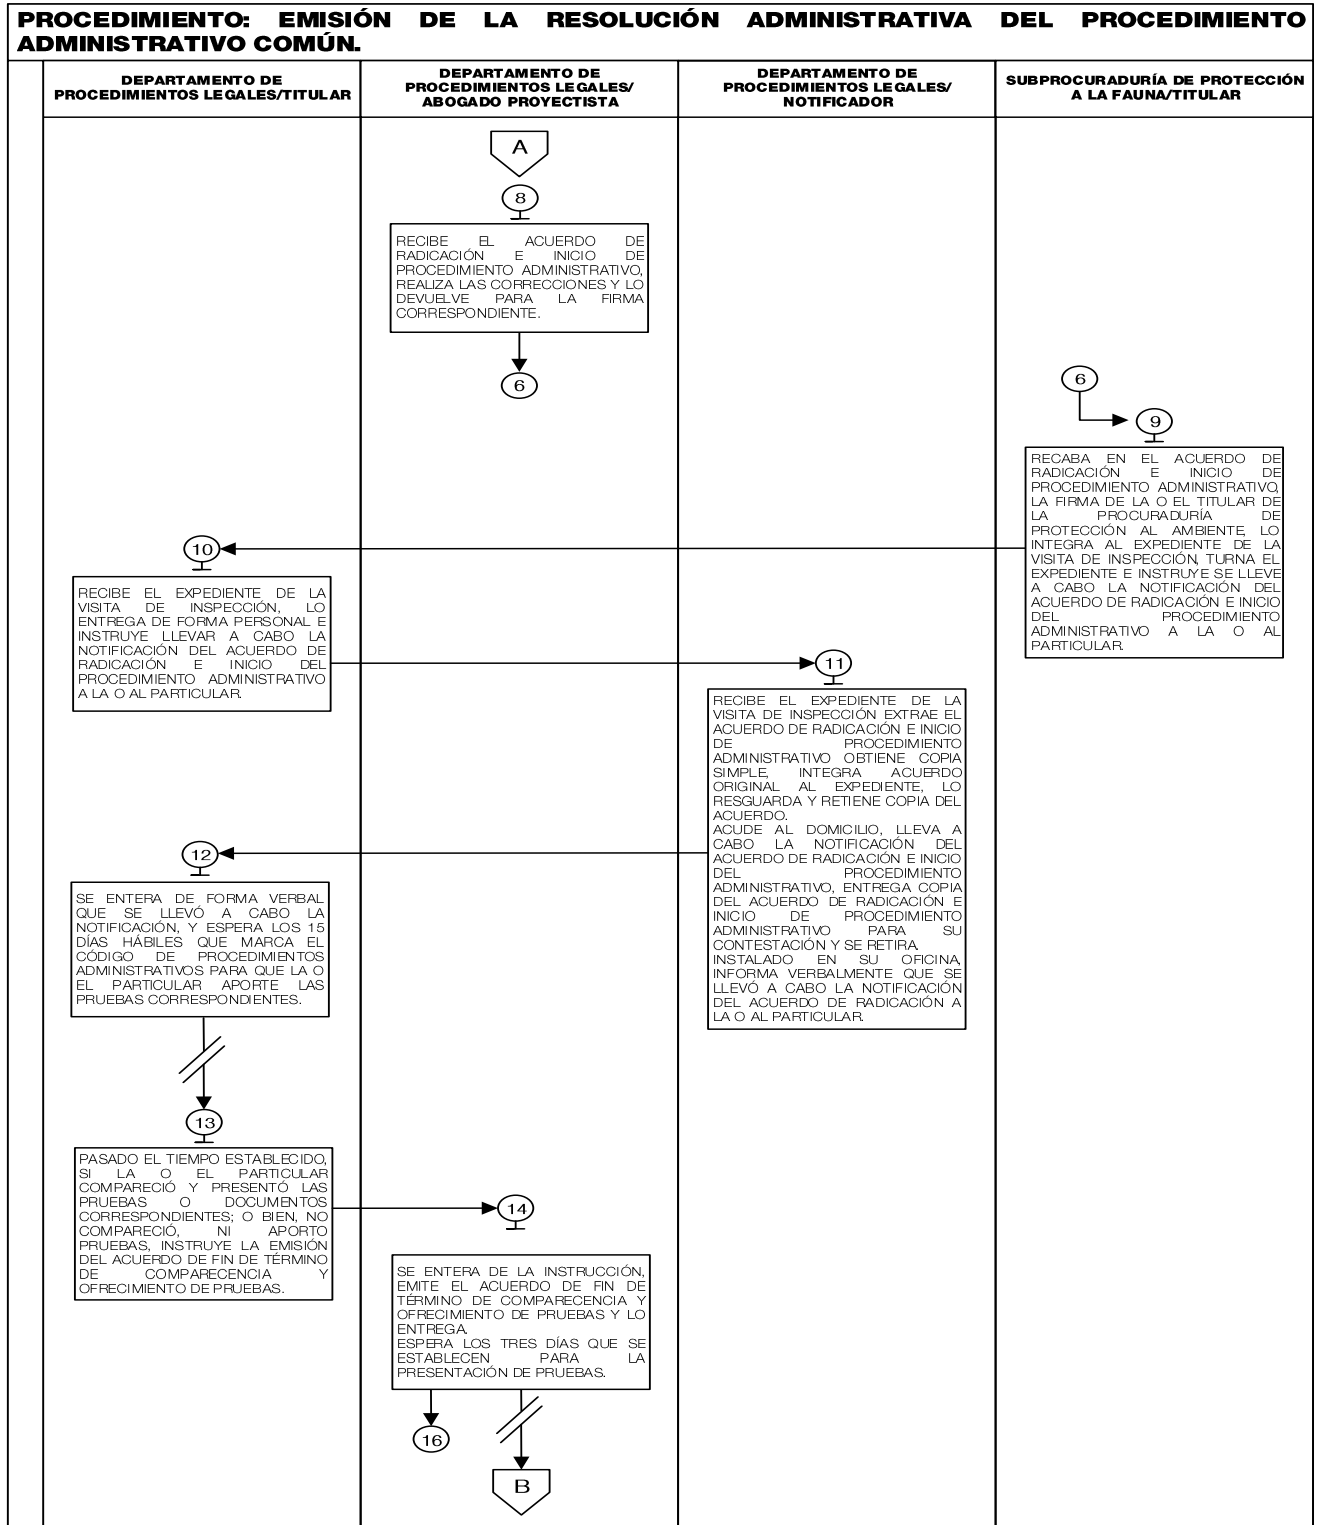 PROCEDIMIENTO: EMISIÓN DE LA RESOLUCIÓN ADMINISTRATIVA DEL PROCEDIMIENTO
ADMINISTRATIVO COMÚN.
DEPARTAMENTO DE
PROCEDIMIENTOS LEGALES/TITULAR
DEPARTAMENTO DE
PROCEDIMIENTOS LEGALES/
ABOGADO PROYECTISTA
DEPARTAMENTO DE
PROCEDIMIENTOS LEGALES/
NOTIFICADOR
SUBPROCURADURÍA DE PROTECCIÓN
A LA FAUNA/TITULAR
A
8
RECIBE EL ACUERDO DE
RADICACIÓN E INICIO DE
PROCEDIMIENTO ADMINISTRATIVO,
REALIZA LAS CORRECCIONES Y LO
DEVUELVE PARA LA FIRMA
CORRESPONDIENTE.
6
6
9
RECABA EN EL ACUERDO DE
RADICACIÓN E INICIO DE
PROCEDIMIENTO ADMINISTRATIVO,
LA FIRMA DE LA O EL TITULAR DE
LA PROCURADURÍA DE
PROTECCIÓN AL AMBIENTE, LO
INTEGRA AL EXPEDIENTE DE LA
VISITA DE INSPECCIÓN, TURNA EL
EXPEDIENTE E INSTRUYE SE LLEVE
A CABO LA NOTIFICACIÓN DEL
ACUERDO DE RADICACIÓN E INICIO
DEL PROCEDIMIENTO
ADMINISTRATIVO A LA O AL
PARTICULAR.
10
RECIBE EL EXPEDIENTE DE LA
VISITA DE INSPECCIÓN, LO
ENTREGA DE FORMA PERSONAL E
INSTRUYE LLEVAR A CABO LA
NOTIFICACIÓN DEL ACUERDO DE
RADICACIÓN E INICIO DEL
PROCEDIMIENTO ADMINISTRATIVO
A LA O AL PARTICULAR.
11
RECIBE EL EXPEDIENTE DE LA
VISITA DE INSPECCIÓN EXTRAE EL
ACUERDO DE RADICACIÓN E INICIO
DE PROCEDIMIENTO
ADMINISTRATIVO OBTIENE COPIA
SIMPLE, INTEGRA ACUERDO
ORIGINAL AL EXPEDIENTE, LO
RESGUARDA Y RETIENE COPIA DEL
ACUERDO.
ACUDE AL DOMICILIO, LLEVA A
CABO LA NOTIFICACIÓN DEL
ACUERDO DE RADICACIÓN E INICIO
DEL PROCEDIMIENTO
ADMINISTRATIVO, ENTREGA COPIA
DEL ACUERDO DE RADICACIÓN E
INICIO DE PROCEDIMIENTO
ADMINISTRATIVO PARA SU
CONTESTACIÓN Y SE RETIRA.
INSTALADO EN SU OFICINA,
INFORMA VERBALMENTE QUE SE
LLEVÓ A CABO LA NOTIFICACIÓN
DEL ACUERDO DE RADICACIÓN A
LA O AL PARTICULAR.
12
SE ENTERA DE FORMA VERBAL
QUE SE LLEVÓ A CABO LA
NOTIFICACIÓN, Y ESPERA LOS 15
DÍAS HÁBILES QUE MARCA EL
CÓDIGO DE PROCEDIMIENTOS
ADMINISTRATIVOS PARA QUE LA O
EL PARTICULAR APORTE LAS
PRUEBAS CORRESPONDIENTES.
13
PASADO EL TIEMPO ESTABLECIDO,
SI LA O EL PARTICULAR
COMPARECIÓ Y PRESENTÓ LAS
PRUEBAS O DOCUMENTOS
CORRESPONDIENTES; O BIEN, NO
COMPARECIÓ, NI APORTO
PRUEBAS, INSTRUYE LA EMISIÓN
DEL ACUERDO DE FIN DE TÉRMINO
DE COMPARECENCIA Y
OFRECIMIENTO DE PRUEBAS.
14
SE ENTERA DE LA INSTRUCCIÓN,
EMITE EL ACUERDO DE FIN DE
TÉRMINO DE COMPARECENCIA Y
OFRECIMIENTO DE PRUEBAS Y LO
ENTREGA.
ESPERA LOS TRES DÍAS QUE SE
ESTABLECEN PARA LA
PRESENTACIÓN DE PRUEBAS.
16
B